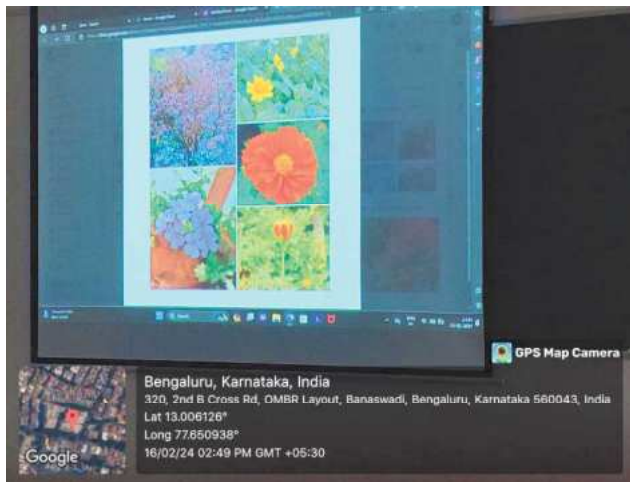 Search
GPS Map Camera
Bengaluru, Karnataka, India
320, 2nd B Cross Rd, OMBR Layout, Banaswadi, Bengaluru, Karnataka 560043, India
Lat 13.006126°
Long 77.650938°
16/02/24 02:49 PM GMT +05:30
Google